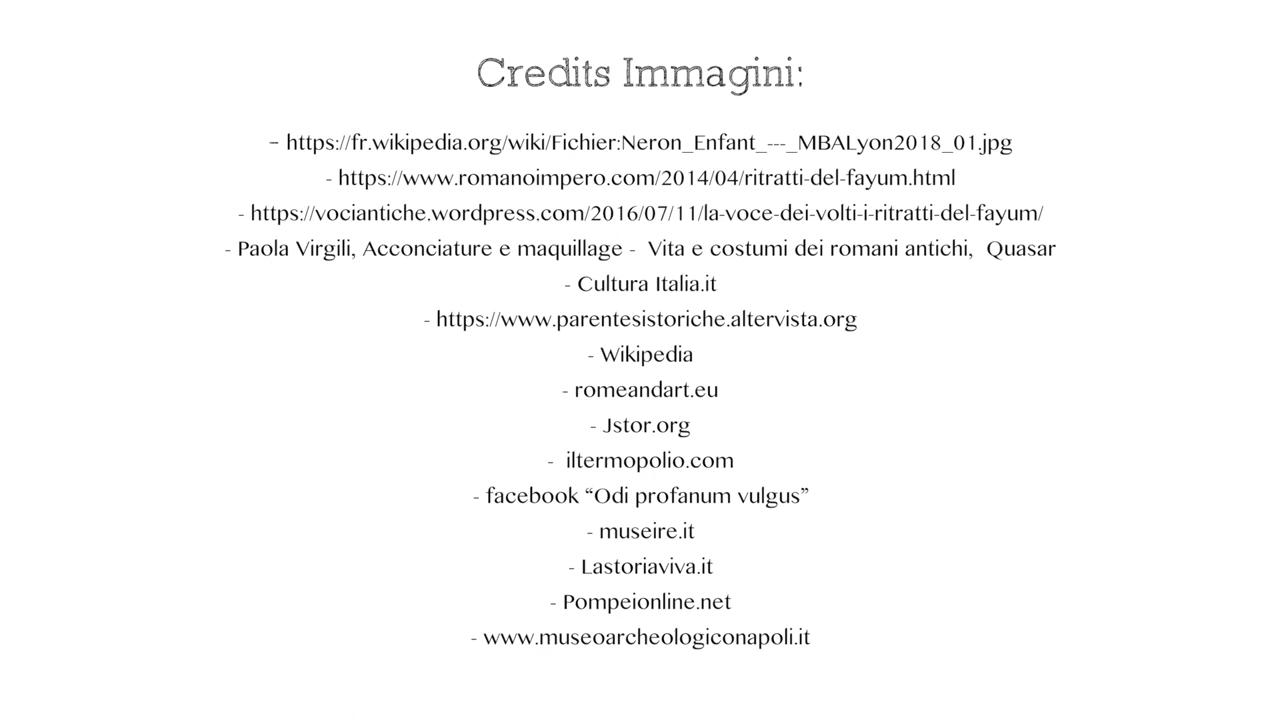 Credits Immagini:
- https://fr.wikipedia.org/wiki/Fichier:Neron_Enfant_---_MBALyon2018_01.jpg
- https://www.romanoimpero.com/2014/04/ritratti-del-fayum.html
- https://vociantiche.wordpress.com/2016/07/11/la-voce-dei-volti-i-ritratti-del-fayum/
- Paola Virgili, Acconciature e maquillage -  Vita e costumi dei romani antichi,  Quasar
- Cultura Italia.it
- https://www.parentesistoriche.altervista.org
- Wikipedia
- romeandart.eu
- Jstor.org
-  iltermopolio.com
- facebook “Odi profanum vulgus”
- museire.it
- Lastoriaviva.it
- Pompeionline.net
- www.museoarcheologiconapoli.it